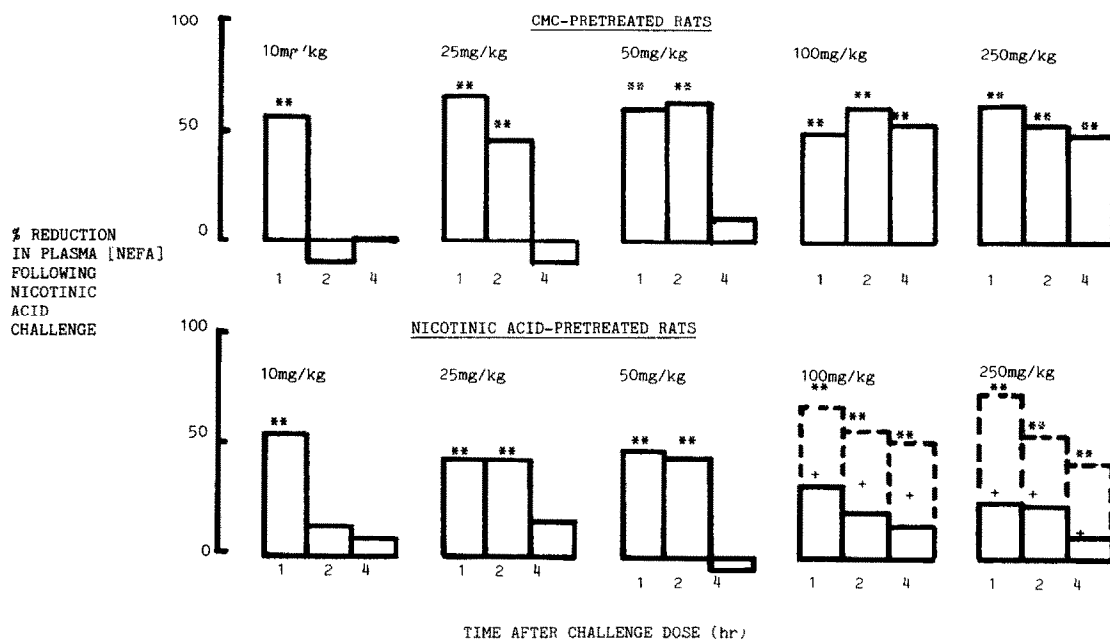 CMC-PRETREATED RATS
100
50
0
10mg/kg
25mg/kg
50mg/kg
100mg/kg
250mg/kg
**
**
**
**
**
**
**
**
**
**
**
1 2 4
1 2 4
1 2 4
1 2 4
1 2 4
% REDUCTION
IN PLASMA [NEFA]
FOLLOWING
NICOTINIC
ACID
CHALLENGE
NICOTINIC ACID-PRETREATED RATS
100
50
0
10mg/kg
25mg/kg
50mg/kg
100mg/kg
250mg/kg
**
**
**
**
**
**
**
**
**
**
**
+
+
+
+
+
+
1 2 4
1 2 4
1 2 4
1 2 4
1 2 4
TIME AFTER CHALLENGE DOSE (hr)